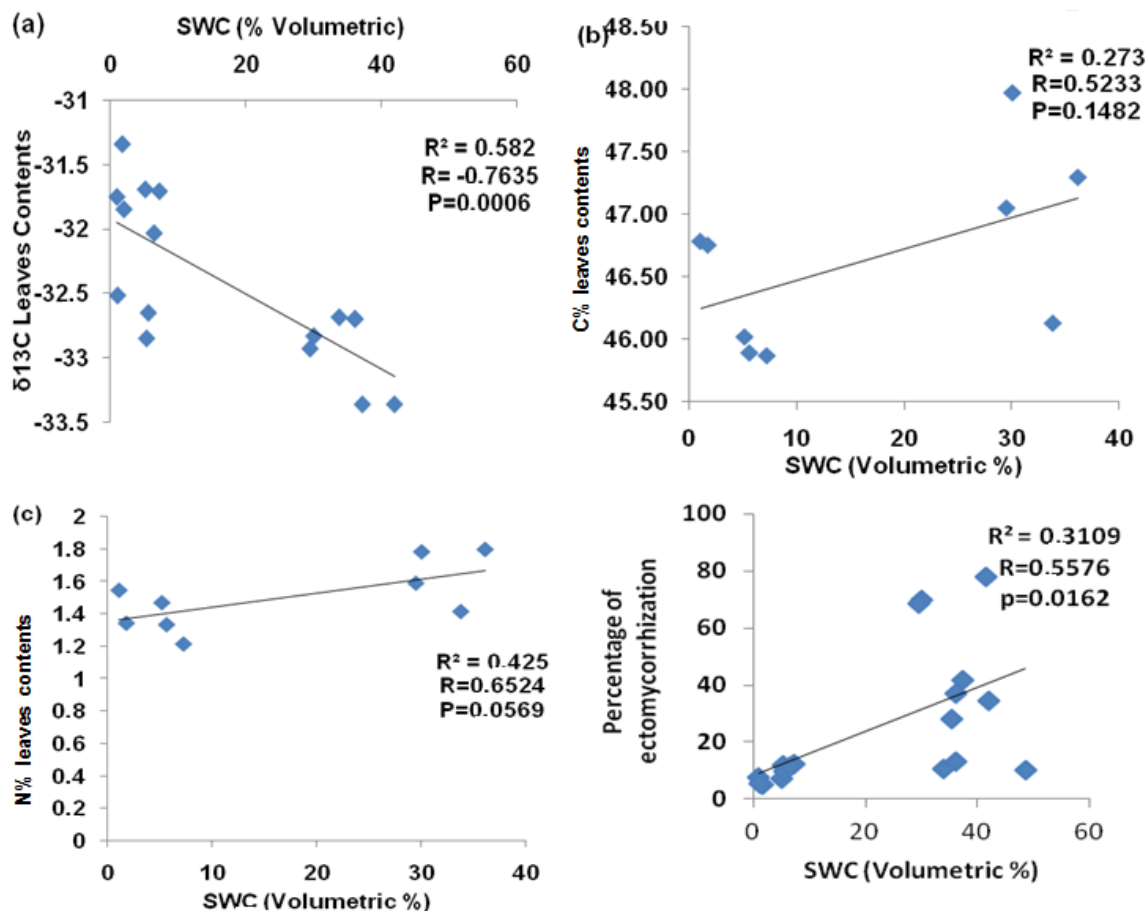 (a)
SWC (% Volumetric)
0 20 40 60
-31
-31.5
-32
-32.5
-33
-33.5
δ13C Leaves Contents
R² = 0.582
R= -0.7635
P=0.0006
(b)
48.50
48.00
47.50
47.00
46.50
46.00
45.50
C% leaves contents
R² = 0.273
R=0.5233
P=0.1482
0 10 20 30 40
SWC (Volumetric %)
(c)
2
1.8
1.6
1.4
1.2
1
0.8
0.6
0.4
0.2
0
N% leaves contents
R² = 0.425
R=0.6524
P=0.0569
0 10 20 30 40
SWC (Volumetric %)
100
80
60
40
20
0
Percentage of
ectomycorrhization
R² = 0.3109
R=0.5576
p=0.0162
0 20 40 60
SWC (Volumetric %)